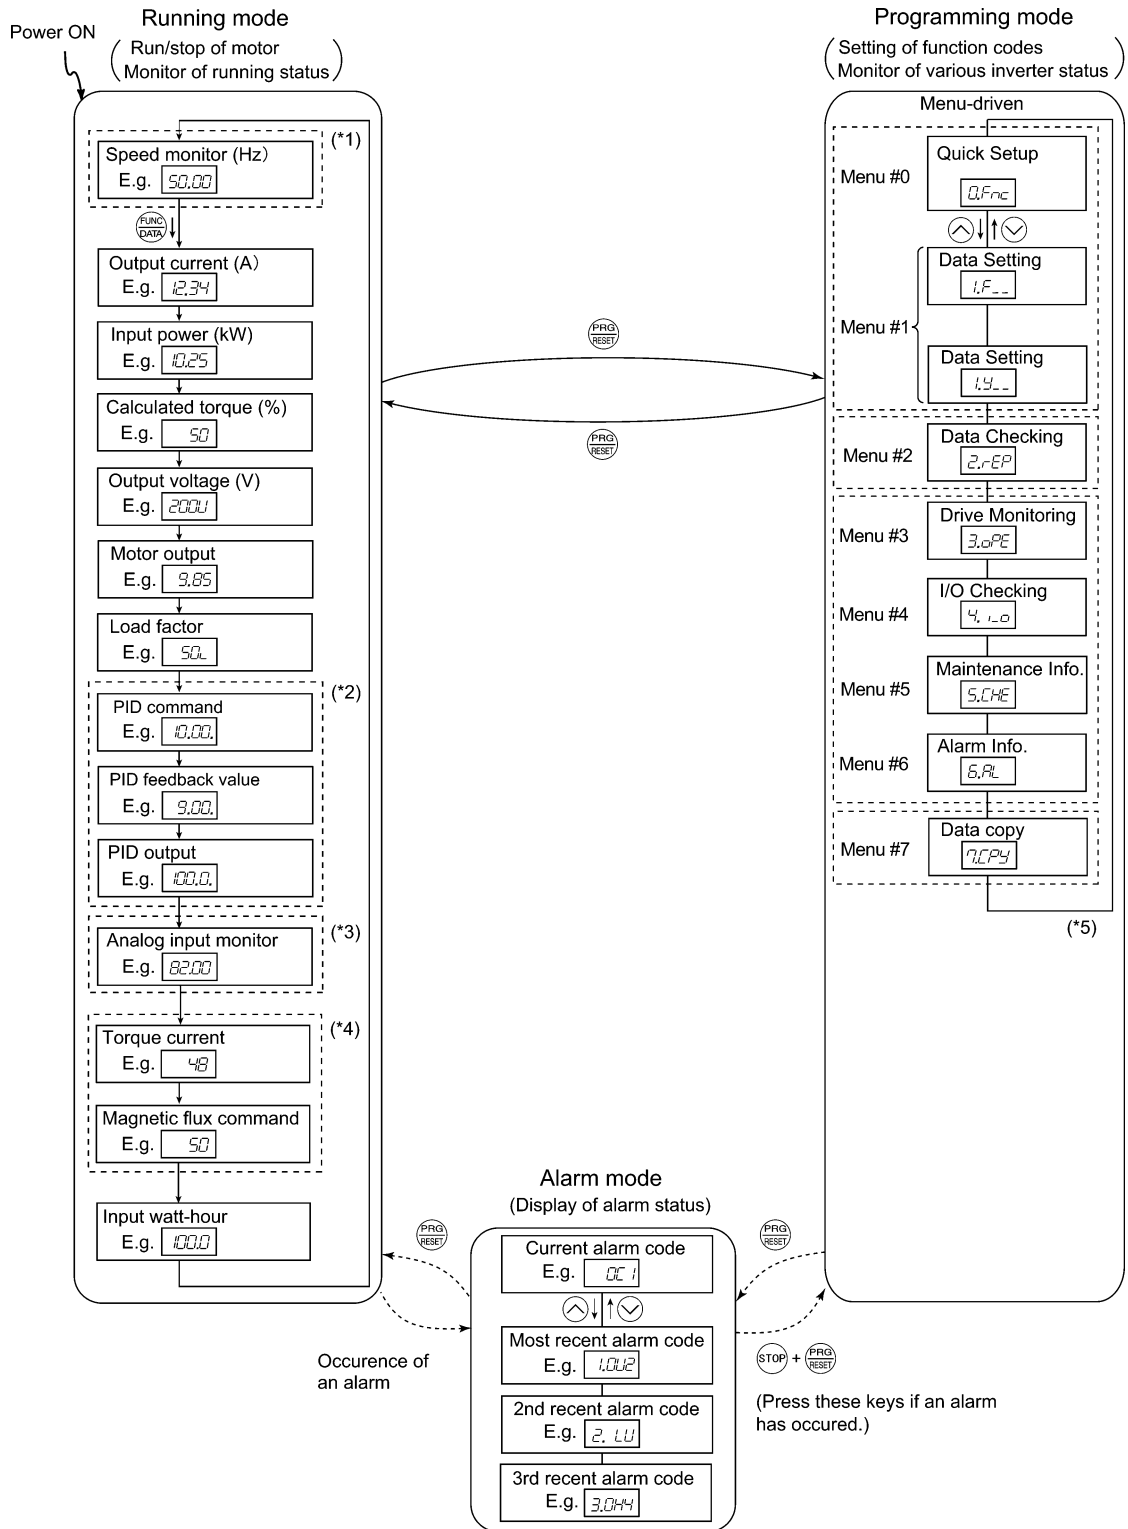 Power ON
Running mode
Run/stop of motor
Monitor of running status
(*1)
Speed monitor (Hz)
E.g. 50.00
FUNC
DATA
Output current (A)
E.g. 12.34
Input power (kW)
E.g. 10.25
Calculated torque (%)
E.g. 50
Output voltage (V)
E.g. 200U
Motor output
E.g. 9.85
Load factor
E.g. 50L
(*2)
PID command
E.g. 10.00.
PID feedback value
E.g. 9.00.
PID output
E.g. 100.0.
(*3)
Analog input monitor
E.g. 82.00
(*4)
Torque current
E.g. 48
Magnetic flux command
E.g. 50
Input watt-hour
E.g. 100.0
PRG
RESET
PRG
RESET
Programming mode
Setting of function codes
Monitor of various inverter status
Menu-driven
Menu #0
Quick Setup
0.Fnc
Menu #1
Data Setting
1.F__
Data Setting
1.y__
Menu #2
Data Checking
2.rEP
Menu #3
Drive Monitoring
3.oPE
Menu #4
I/O Checking
4.i_o
Menu #5
Maintenance Info.
5.CHE
Menu #6
Alarm Info.
6.AL
Menu #7
Data copy
7.CPy
(*5)
Alarm mode
(Display of alarm status)
PRG
RESET
Occurence of
an alarm
Current alarm code
E.g. 0C1
Most recent alarm code
E.g. 1.0U2
2nd recent alarm code
E.g. 2. LU
3rd recent alarm code
E.g. 3.0H4
PRG
RESET
STOP + PRG
RESET
(Press these keys if an alarm
has occured.)